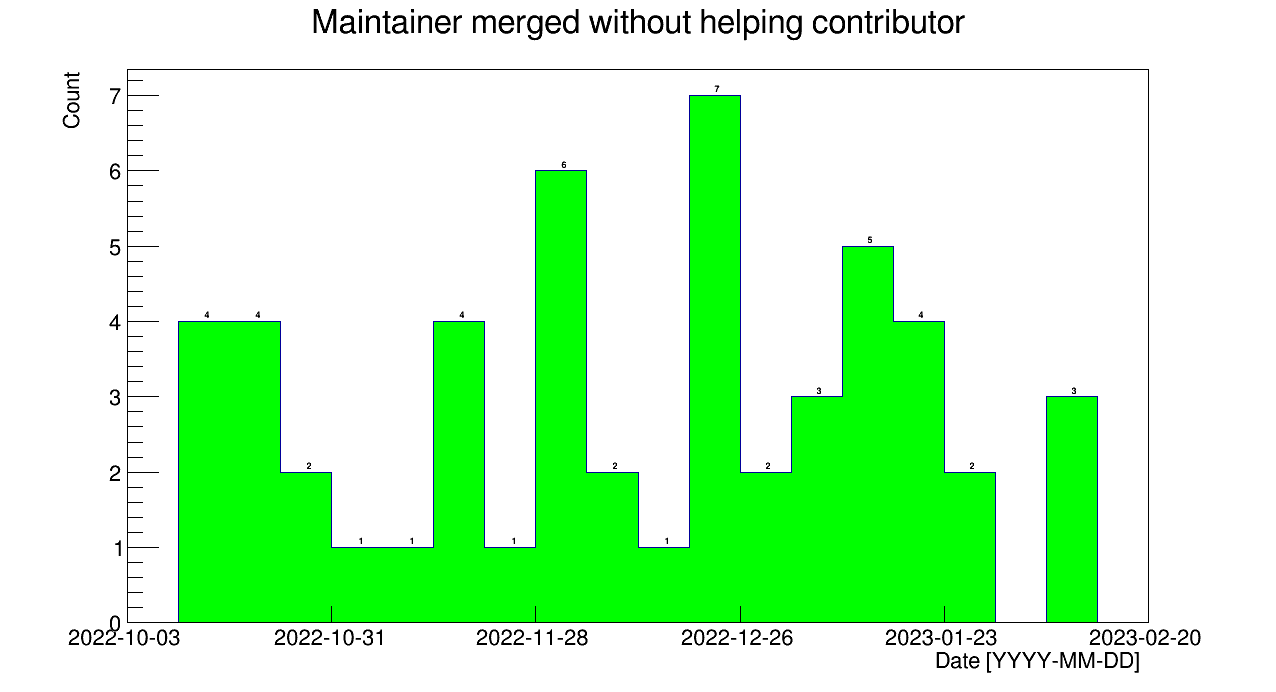 Maintainer merged without helping contributor
Count
7
6
5
4
3
2
1
0
4 4 2 1 1 4 1 6 2 1 7 2 3 5 4 2 3
2022-10-03 2022-10-31 2022-11-28 2022-12-26 2023-01-23 2023-02-20
Date [YYYY-MM-DD]